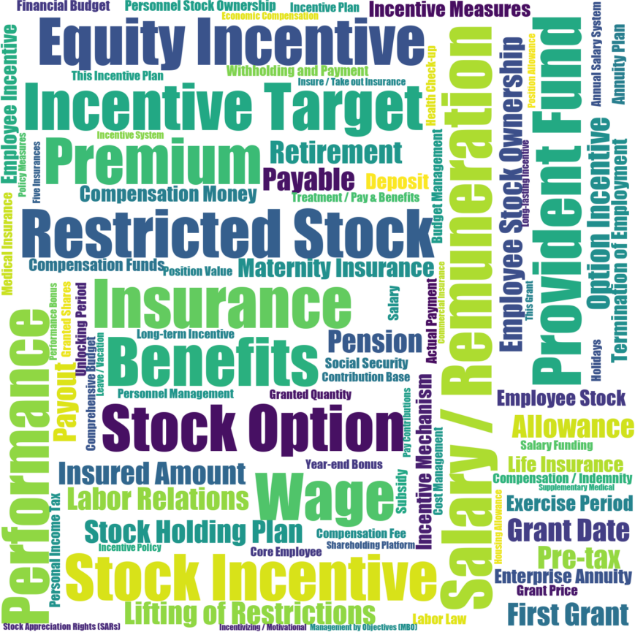 Financial Budget
Personnel Stock Ownership
Incentive Plan
Incentive Measures
Economic Compensation
Equity Incentive
This Incentive Plan
Withholding and Payment
Insure / Take out Insurance
Health Check-up
Employee Incentive
Incentive Target
Incentive System
Policy Measures
Premium
Retirement
Five Insurances
Payable
Deposit
Compensation Money
Treatment / Pay & Benefits
Budget Management
Medical Insurance
Restricted Stock
Compensation Funds
Position Value
Maternity Insurance
Salary / Remuneration
Employee Stock Ownership
Position Allowance
Long-lasting Incentive
This Grant
Provident Fund
Annual Salary System
Annuity Plan
Option Incentive
Termination of Employment
Holidays
Performance
Performance Bonus
Granted Shares
Unlocking Period
Insurance
Salary
Actual Payment
Commercial Insurance
Long-term Incentive
Pension
Payout
Comprehensive Budget
Leave / Vacation
Benefits
Social Security
Contribution Base
Personnel Management
Granted Quantity
Employee Stock
Stock Option
Pay Contributions
Incentive Mechanism
Cost Management
Allowance
Salary Funding
Year-end Bonus
Insured Amount
Wage
Subsidy
Life Insurance
Compensation / Indemnity
Supplementary Medical
Labor Relations
Housing Allowance
Exercise Period
Personal Income Tax
Stock Holding Plan
Compensation Fee
Shareholding Platform
Grant Date
Incentive Policy
Core Employee
Pre-tax
Stock Incentive
Enterprise Annuity
Grant Price
Lifting of Restrictions
Labor Law
First Grant
Stock Appreciation Rights (SARs)
Incentivizing / Motivational
Management by Objectives (MBO)